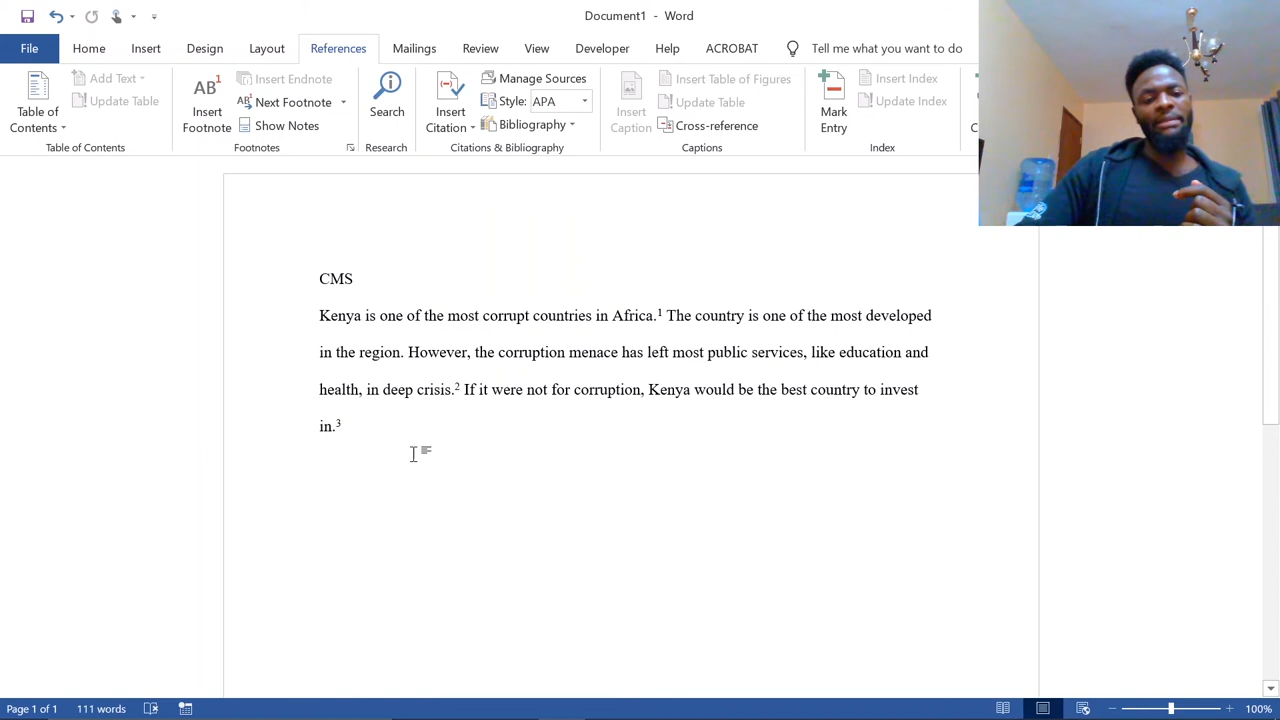 Document1 - Word
File Home Insert Design Layout References Mailings Review View Developer Help ACROBAT Tell me what you want to do
Table of Contents
Add Text
Update Table
Table of Contents
AB1
Insert Footnote
Insert Endnote
AB Next Footnote
Show Notes
Footnotes
Search
Research
Insert Citation
Manage Sources
Style: APA
Bibliography
Citations & Bibliography
Insert Caption
Insert Table of Figures
Update Table
Cross-reference
Captions
Mark Entry
Insert Index
Update Index
Index
CMS
Kenya is one of the most corrupt countries in Africa.1 The country is one of the most developed
in the region. However, the corruption menace has left most public services, like education and
health, in deep crisis.2 If it were not for corruption, Kenya would be the best country to invest
in.3
Page 1 of 1 111 words 100%